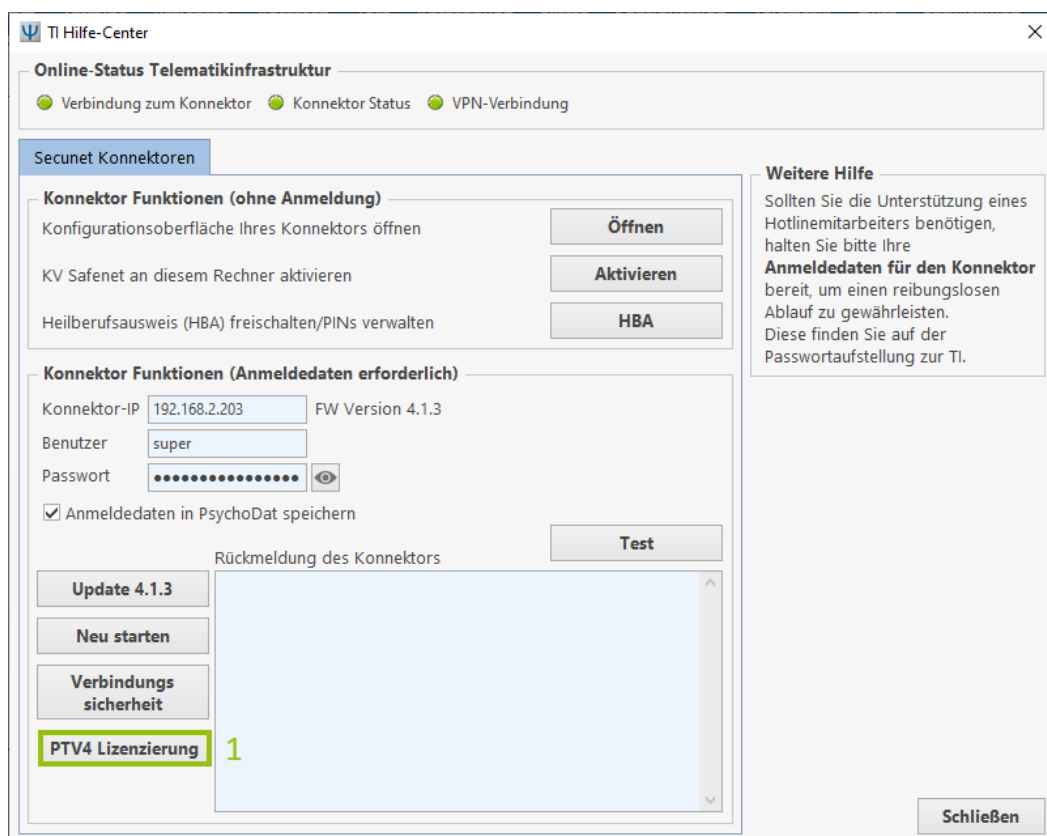 TI Hilfe-Center
Online-Status Telematikinfrastruktur
Verbindung zum Konnektor Konnektor Status VPN-Verbindung
Secunet Konnektoren
Konnektor Funktionen (ohne Anmeldung)
Konfigurationsoberfläche Ihres Konnektors öffnen Öffnen
KV Safenet an diesem Rechner aktivieren Aktivieren
Heilberufsausweis (HBA) freischalten/PINs verwalten HBA
Konnektor Funktionen (Anmeldedaten erforderlich)
Konnektor-IP 192.168.2.203 FW Version 4.1.3
Benutzer super
Passwort ••••••••••••••••
Anmeldedaten in PsychoDat speichern
Test
Rückmeldung des Konnektors
Update 4.1.3
Neu starten
Verbindungs
sicherheit
PTV4 Lizenzierung 1
Weitere Hilfe
Sollten Sie die Unterstützung eines
Hotlinemitarbeiters benötigen,
halten Sie bitte Ihre
Anmeldedaten für den Konnektor
bereit, um einen reibungslosen
Ablauf zu gewährleisten.
Diese finden Sie auf der
Passwortaufstellung zur TI.
Schließen